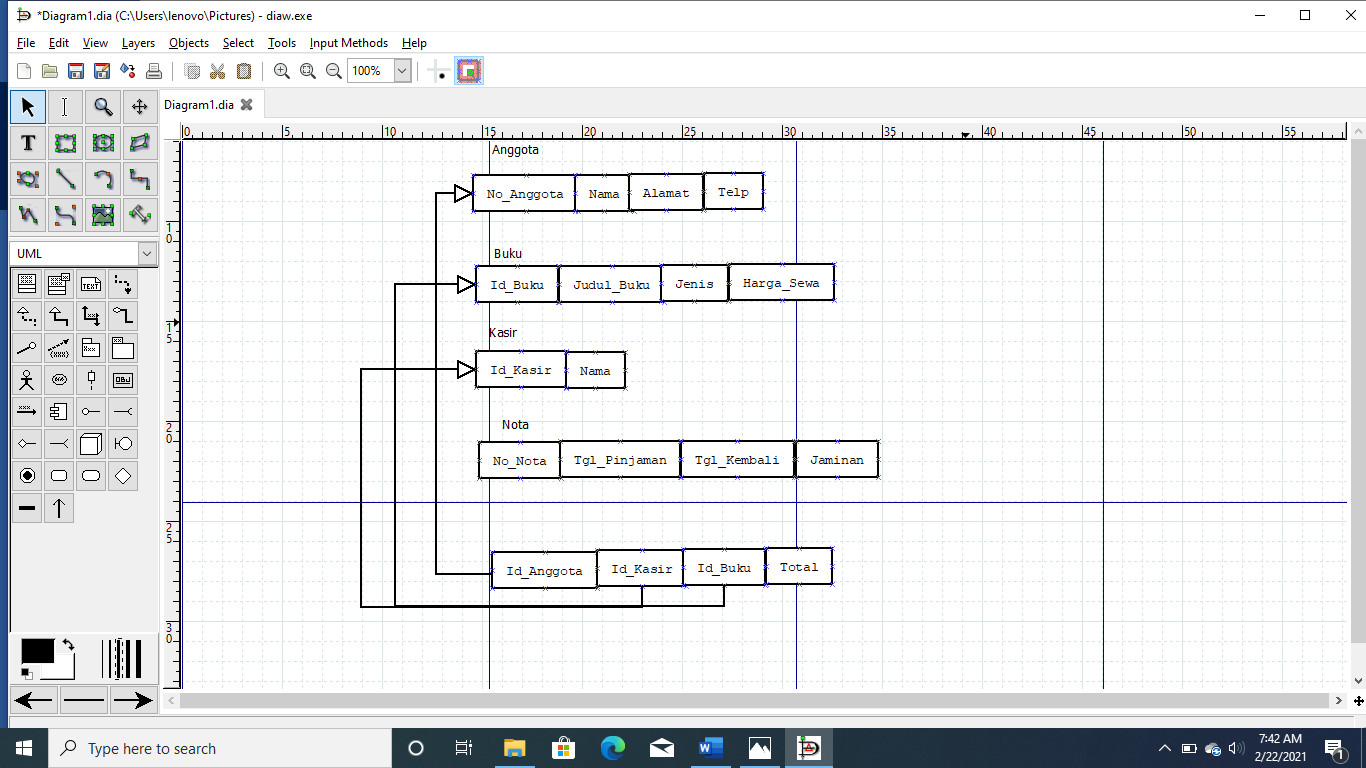 *Diagram1.dia (C:\Users\lenovo\Pictures) - diaw.exe
File Edit View Layers Objects Select Tools Input Methods Help
100%
Diagram1.dia
0 5 10 15 20 25 30 35 40 45 50 55
T
UML
10
15
20
25
30
Anggota
No_Anggota Nama Alamat Telp
Buku
Id_Buku Judul_Buku Jenis Harga_Sewa
Kasir
Id_Kasir Nama
Nota
No_Nota Tgl_Pinjaman Tgl_Kembali Jaminan
Id_Anggota Id_Kasir Id_Buku Total
Type here to search
7:42 AM
2/22/2021
1